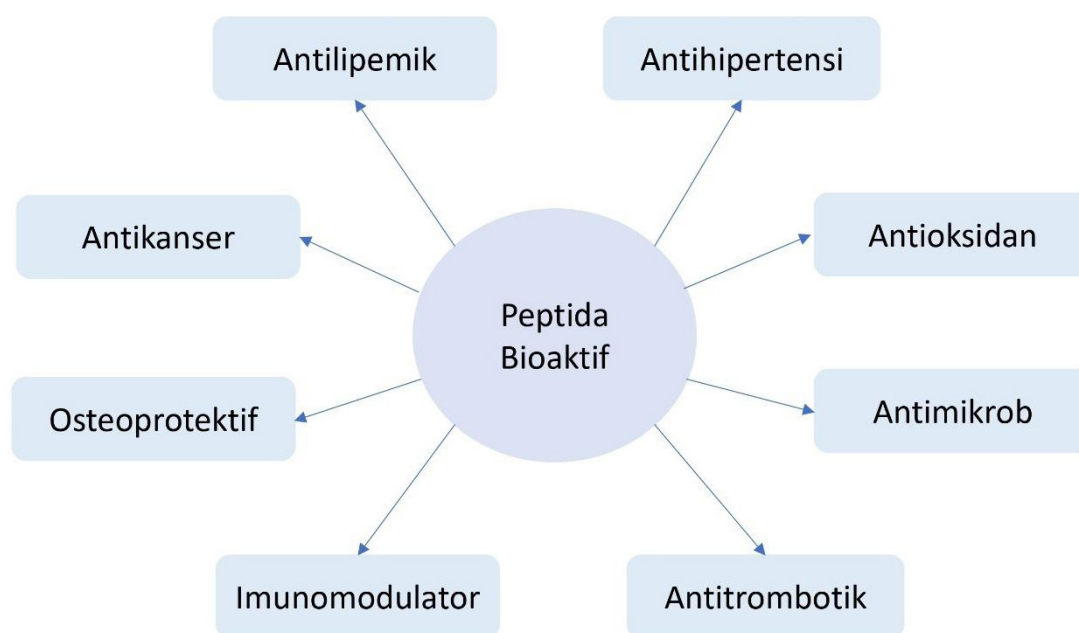 Antilipemik
Antihipertensi
Antikanser
Antioksidan
Peptida
Bioaktif
Osteoprotektif
Antimikrob
Imunomodulator
Antitrombotik